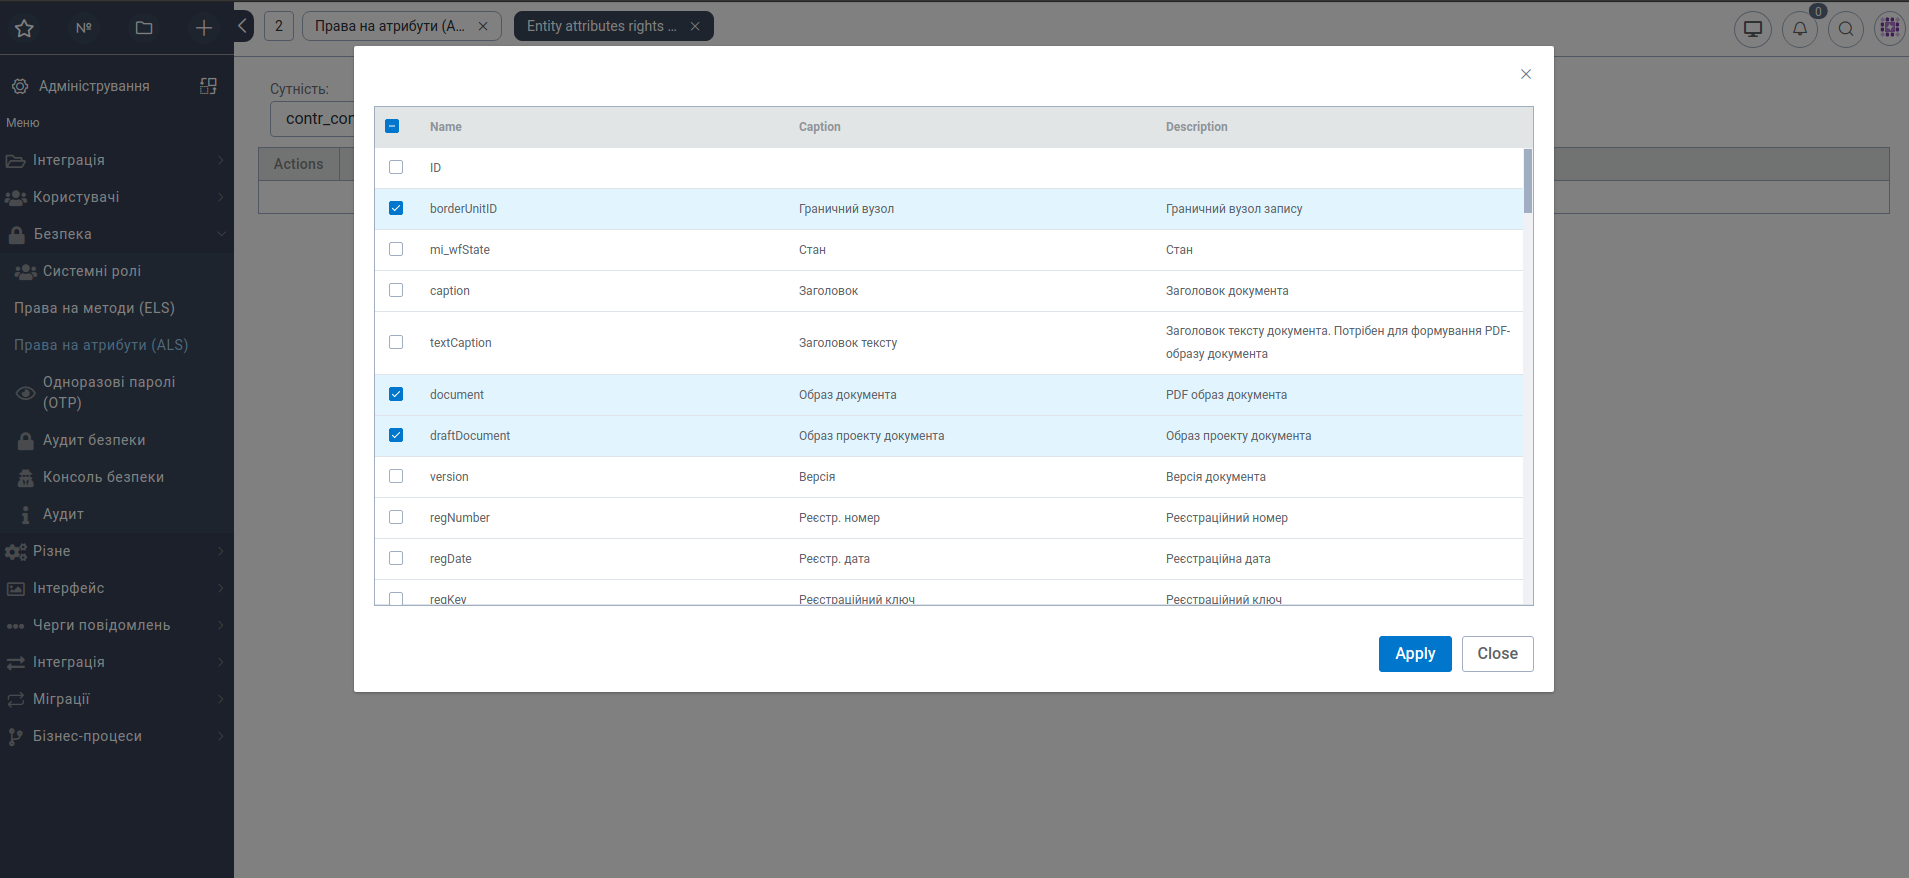 №
2
Права на атрибути (А...
Entity attributes rights ...
0
Адміністрування
Меню
Інтеграція
Користувачі
Безпека
Системні ролі
Права на методи (ELS)
Права на атрибути (ALS)
Одноразові паролі
(OTP)
Аудит безпеки
Консоль безпеки
Аудит
Різне
Інтерфейс
Черги повідомлень
Інтеграція
Міграції
Бізнес-процеси
Сутність:
contr_con
Actions
Name Caption Description
ID
borderUnitID Граничний вузол Граничний вузол запису
mi_wfState Стан Стан
caption Заголовок Заголовок документа
textCaption Заголовок тексту Заголовок тексту документа. Потрібен для формування PDF-
образу документа
document Образ документа PDF образ документа
draftDocument Образ проекту документа Образ проекту документа
version Версія Версія документа
regNumber Реєстр. номер Реєстраційний номер
regDate Реєстр. дата Реєстраційна дата
regKey Реєстраційний ключ Реєстраційний ключ
Apply Close